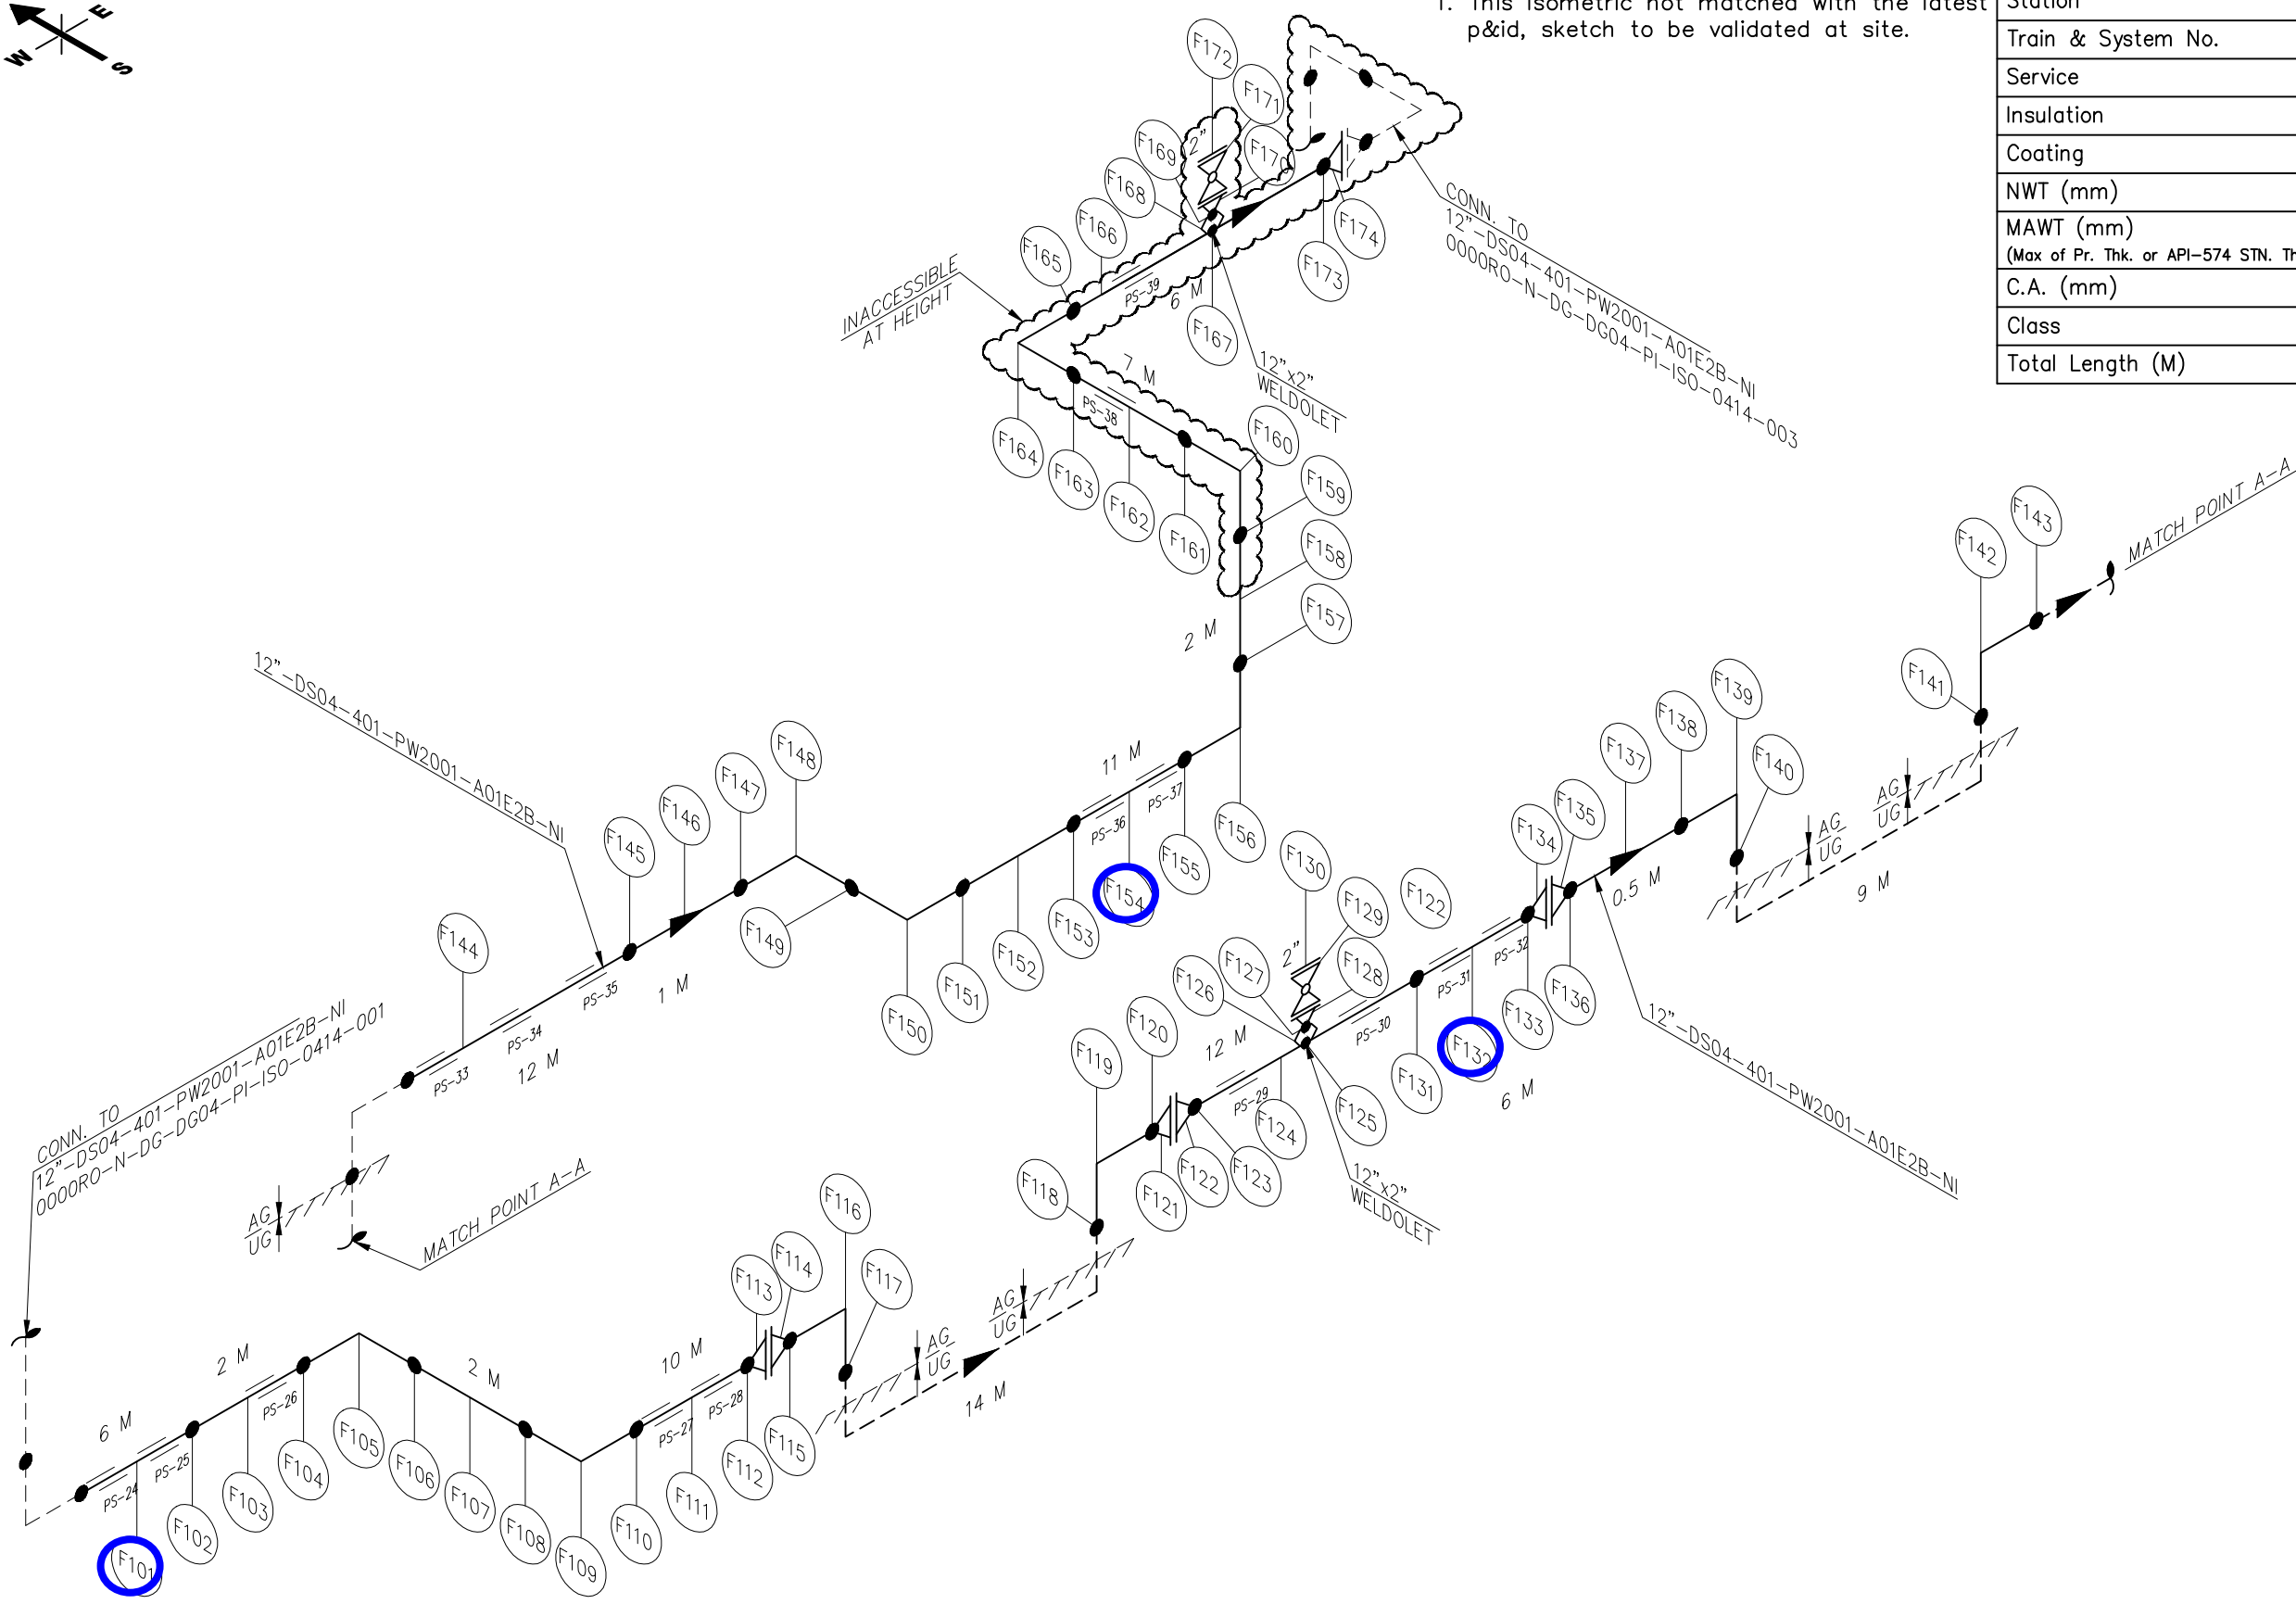 W
E
S
1. This isometric not matched with the latest
p&id, sketch to be validated at site.
Station
Train & System No.
Service
Insulation
Coating
NWT (mm)
MAWT (mm)
(Max of Pr. Thk. or API-574 STN. Th
C.A. (mm)
Class
Total Length (M)
F172
F171
F169
2"
F170
F168
F166
F165
F174
F173
F167
PS-39
6 M
INACCESSIBLE
AT HEIGHT
CONN. TO
12"-DS04-401-PW2001-A01E2B-NI
0000RO-N-DG-DG04-PI-ISO-0414-003
12"x2"
WELDOLET
7 M
PS-38
F164
F163
F162
F161
F160
F159
F158
F157
2 M
MATCH POINT A-A
F143
F142
F141
F139
F138
F137
F140
F135
F134
AG
UG
AG
UG
9 M
0.5 M
12"-DS04-401-PW2001-A01E2B-NI
F148
F147
F146
F145
F144
F149
11 M
PS-37
PS-36
F156
F155
F154
F153
F152
F151
F150
PS-35
1 M
PS-34
12 M
PS-33
F130
F129
F122
F128
F127
2"
F126
F120
F119
12 M
PS-32
PS-31
PS-30
PS-29
F136
F133
F132
F131
6 M
F125
F124
F123
F122
F121
F118
12"x2"
WELDOLET
12"-DS04-401-PW2001-A01E2B-NI
CONN. TO
12"-DS04-401-PW2001-A01E2B-NI
0000RO-N-DG-DG04-PI-ISO-0414-001
AG
UG
MATCH POINT A-A
F116
F114
F113
F117
AG
UG
AG
UG
14 M
10 M
2 M
2 M
6 M
PS-28
PS-27
PS-26
PS-25
PS-24
F115
F112
F111
F110
F109
F108
F107
F106
F105
F104
F103
F102
F101